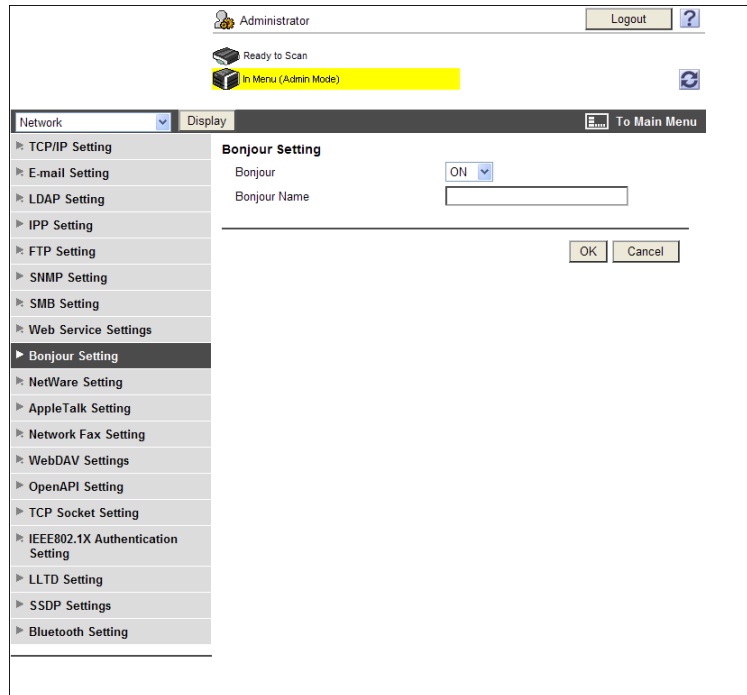 Administrator
Logout
?
Ready to Scan
In Menu (Admin Mode)
Network
Display
To Main Menu
TCP/IP Setting
E-mail Setting
LDAP Setting
IPP Setting
FTP Setting
SNMP Setting
SMB Setting
Web Service Settings
Bonjour Setting
NetWare Setting
AppleTalk Setting
Network Fax Setting
WebDAV Settings
OpenAPI Setting
TCP Socket Setting
IEEE802.1X Authentication
Setting
LLTD Setting
SSDP Settings
Bluetooth Setting
Bonjour Setting
Bonjour
ON
Bonjour Name
OK
Cancel